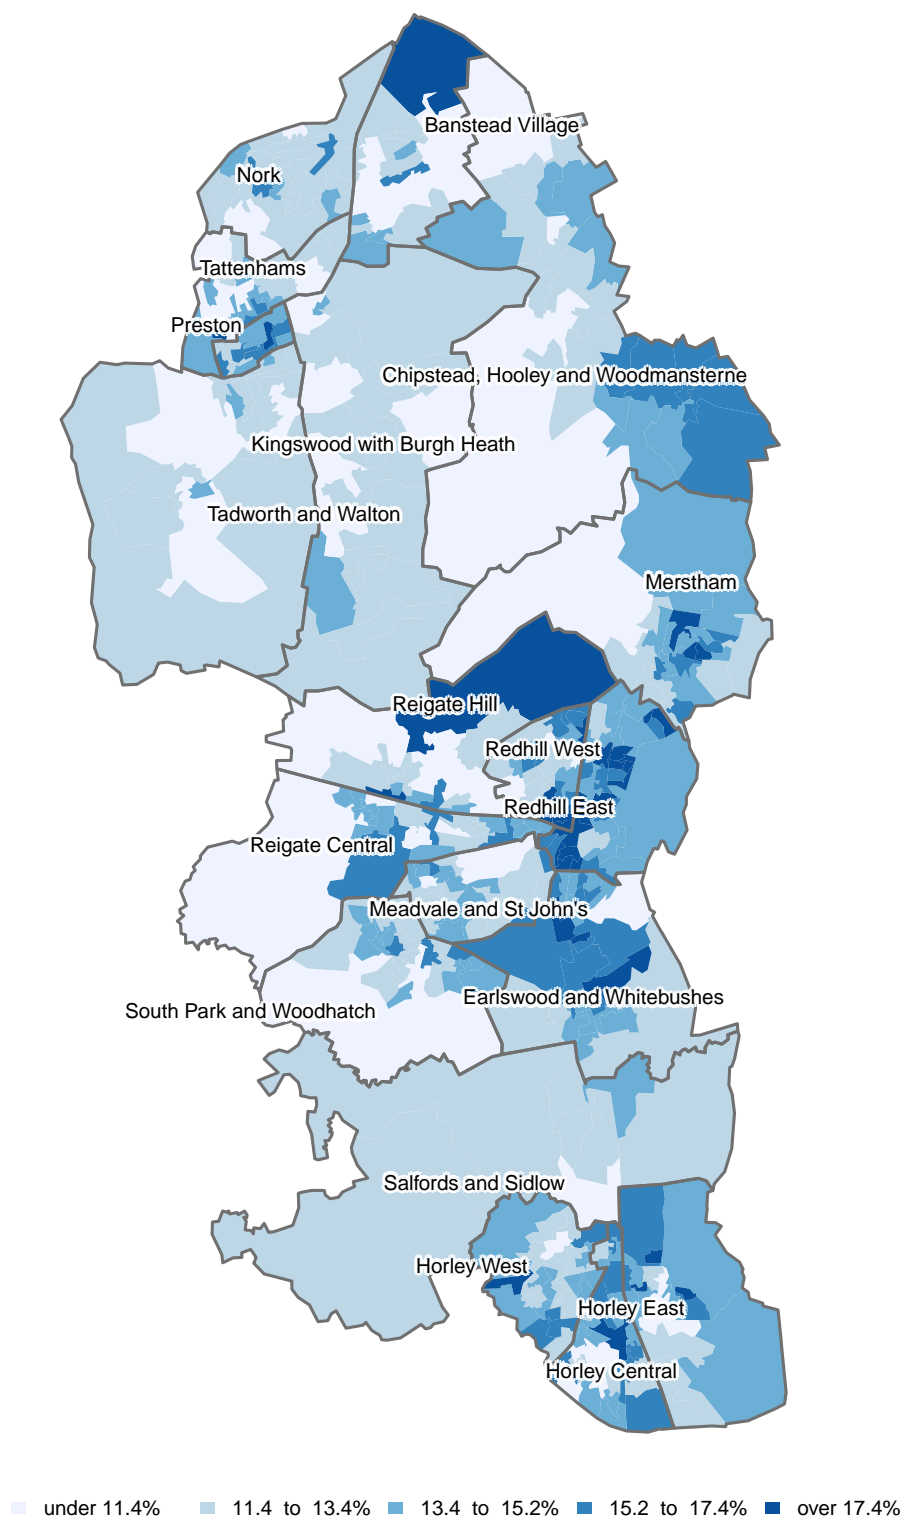 Banstead Village
Nork
Tattenhams
Preston
Chipstead, Hooley and Woodmansterne
Kingswood with Burgh Heath
Tadworth and Walton
Merstham
Reigate Hill
Redhill West
Redhill East
Reigate Central
Meadvale and St John's
Earlswood and Whitebushes
South Park and Woodhatch
Salfords and Sidlow
Horley West
Horley East
Horley Central
under 11.4% 11.4 to 13.4% 13.4 to 15.2% 15.2 to 17.4% over 17.4%